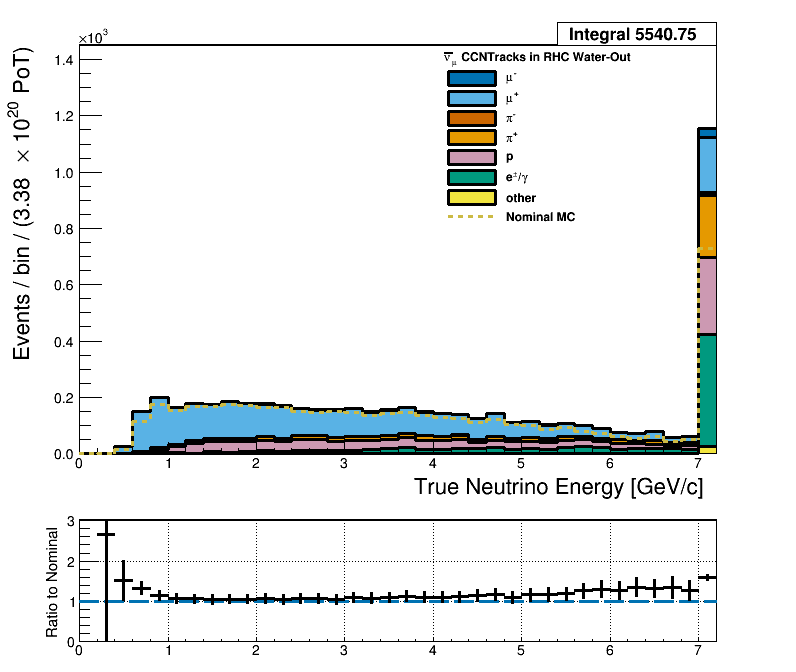 Integral 5540.75
×10³
ν̅μ CCNTracks in RHC Water-Out
μ⁻
μ⁺
π⁻
π⁺
p
e±/γ
other
Nominal MC
Events / bin / (3.38 × 10²⁰ PoT)
1.4
1.2
1.0
0.8
0.6
0.4
0.2
0.0
0 1 2 3 4 5 6 7
True Neutrino Energy [GeV/c]
Ratio to Nominal
3
2
1
0
0 1 2 3 4 5 6 7